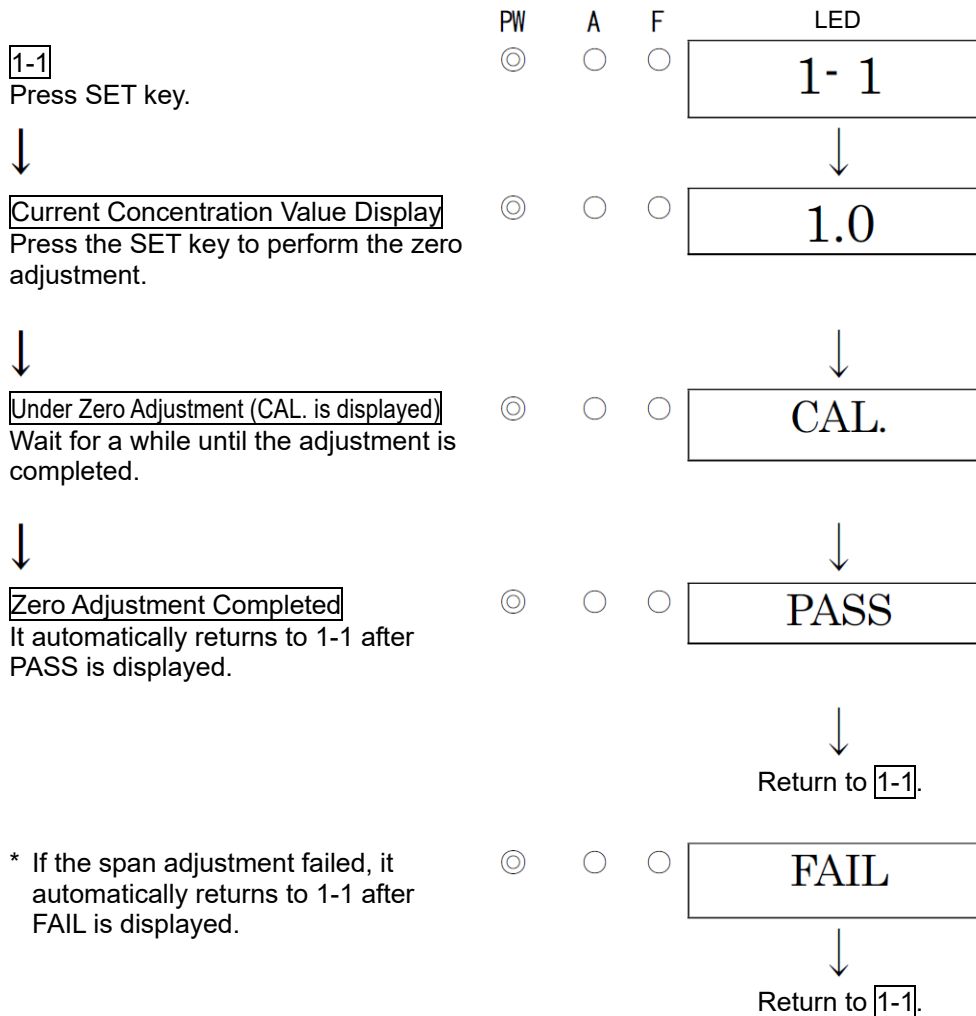 PW A F LED
1-1
Press SET key.
1- 1
↓ ↓
Current Concentration Value Display
Press the SET key to perform the zero
adjustment.
1.0
↓ ↓
Under Zero Adjustment (CAL. is displayed)
Wait for a while until the adjustment is
completed.
CAL.
↓ ↓
Zero Adjustment Completed
It automatically returns to 1-1 after
PASS is displayed.
PASS
↓
Return to 1-1.
* If the span adjustment failed, it
automatically returns to 1-1 after
FAIL is displayed.
FAIL
↓
Return to 1-1.